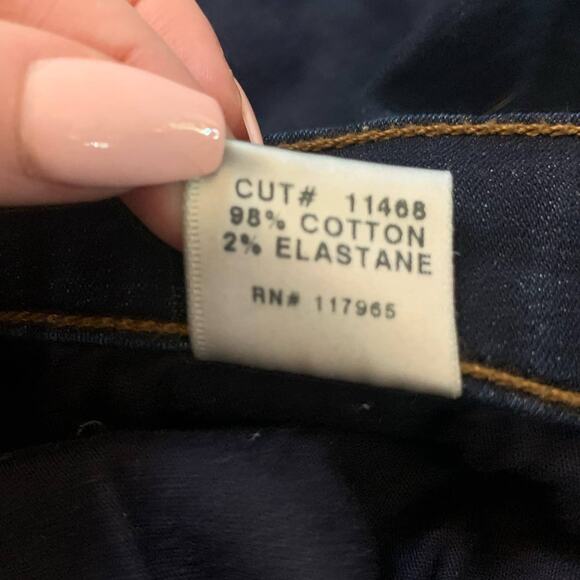 CUT# 11468
98% COTTON
2% ELASTANE
RN# 117965